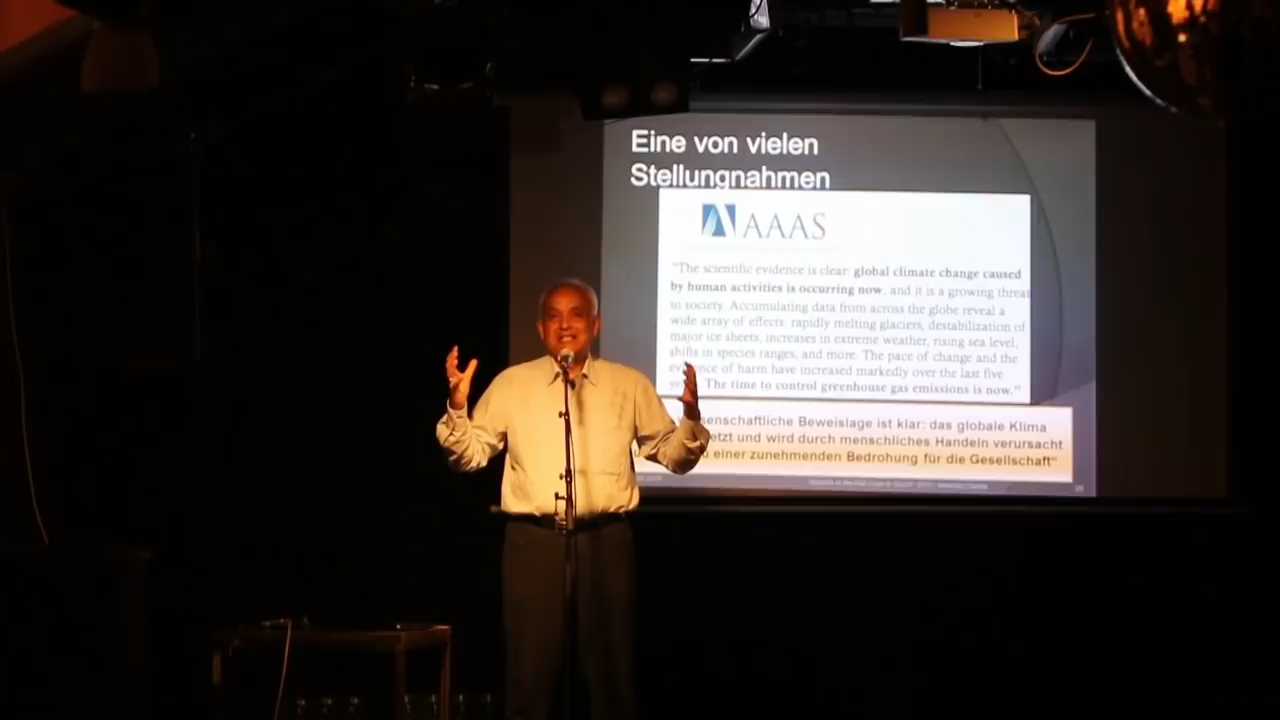 Eine von vielen
Stellungnahmen
AAAS
"The scientific evidence is clear: global climate change caused
by human activities is occurring now, and it is a growing threat
to society. Accumulating data from across the globe reveal a
wide array of effects: rapidly melting glaciers, destabilization of
major ice sheets, increases in extreme weather, rising sea level,
shifts in species ranges, and more. The pace of change and the
of harm have increased markedly over the last five
The time to control greenhouse gas emissions is now."
Beweislage ist klar: das globale Klima
und wird durch menschliches Handeln verursacht
einer zunehmenden Bedrohung für die Gesellschaft"